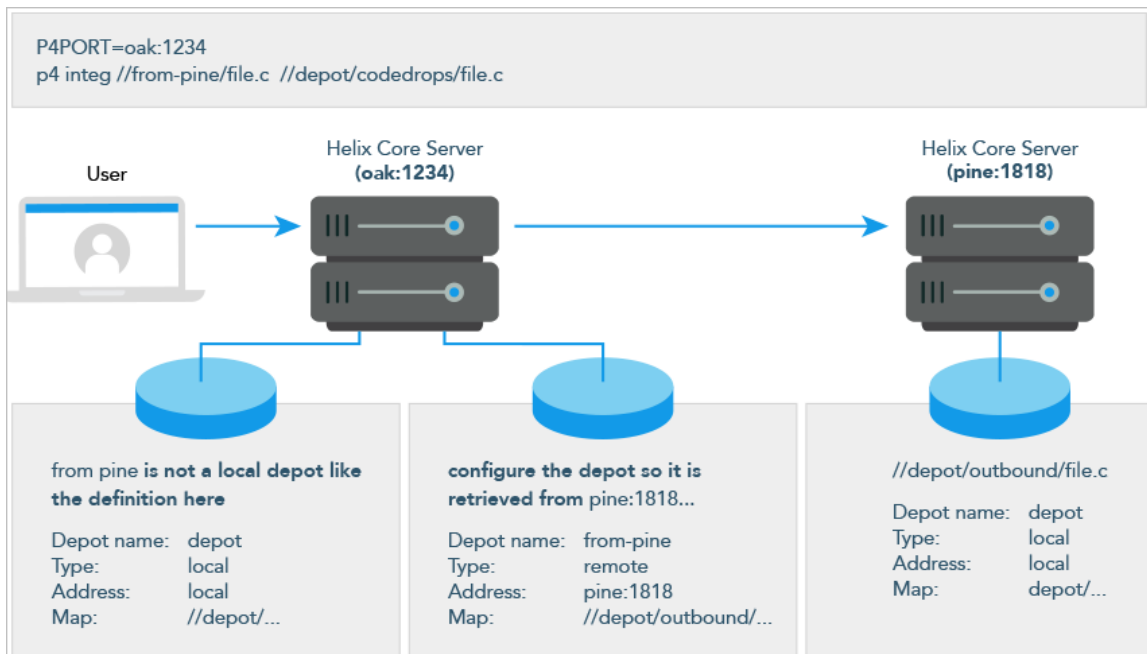 P4PORT=oak:1234
p4 integ //from-pine/file.c //depot/codedrops/file.c
User
Helix Core Server
(oak:1234)
Helix Core Server
(pine:1818)
from pine is not a local depot like
the definition here
Depot name: depot
Type: local
Address: local
Map: //depot/...
configure the depot so it is
retrieved from pine:1818...
Depot name: from-pine
Type: remote
Address: pine:1818
Map: //depot/outbound/...
//depot/outbound/file.c
Depot name: depot
Type: local
Address: local
Map: depot/...